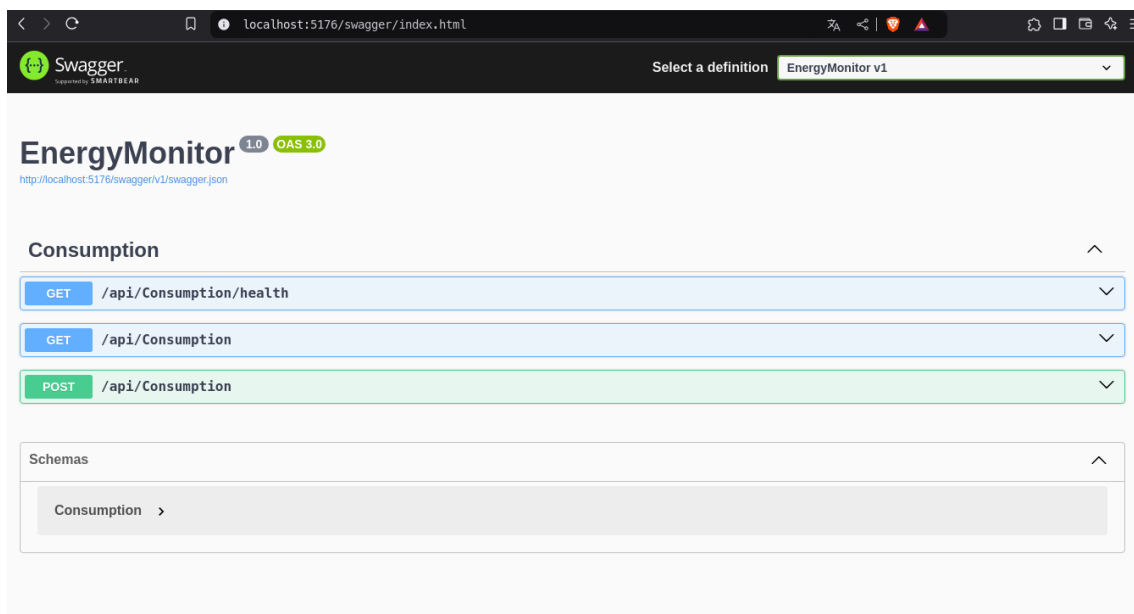 localhost:5176/swagger/index.html
Swagger
Supported by SMARTBEAR
Select a definition
EnergyMonitor v1
EnergyMonitor 1.0 OAS 3.0
http://localhost:5176/swagger/v1/swagger.json
Consumption
GET /api/Consumption/health
GET /api/Consumption
POST /api/Consumption
Schemas
Consumption